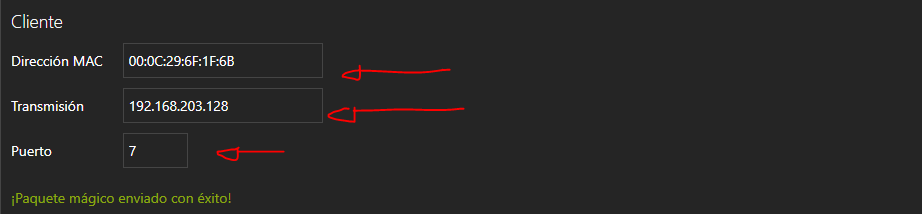 Cliente
Dirección MAC 00:0C:29:6F:1F:6B
Transmisión 192.168.203.128
Puerto 7
¡Paquete mágico enviado con éxito!